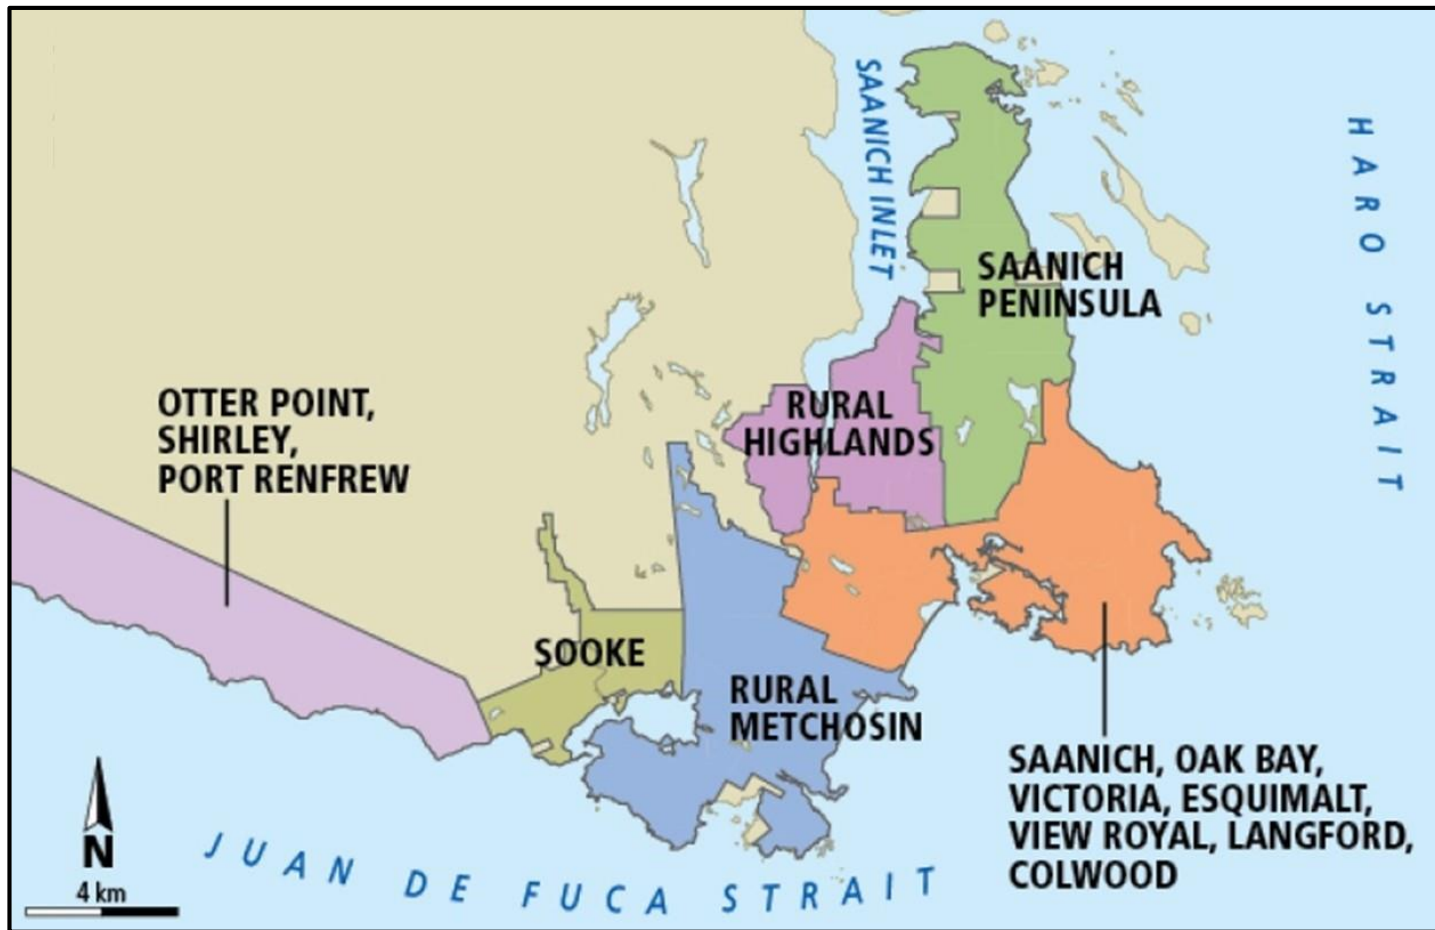 SAANICH INLET
HARO STRAIT
SAANICH
PENINSULA
OTTER POINT,
SHIRLEY,
PORT RENFREW
RURAL
HIGHLANDS
SOOKE
RURAL
METCHOSIN
SAANICH, OAK BAY,
VICTORIA, ESQUIMALT,
VIEW ROYAL, LANGFORD,
COLWOOD
JUAN DE FUCA STRAIT
N
4 km